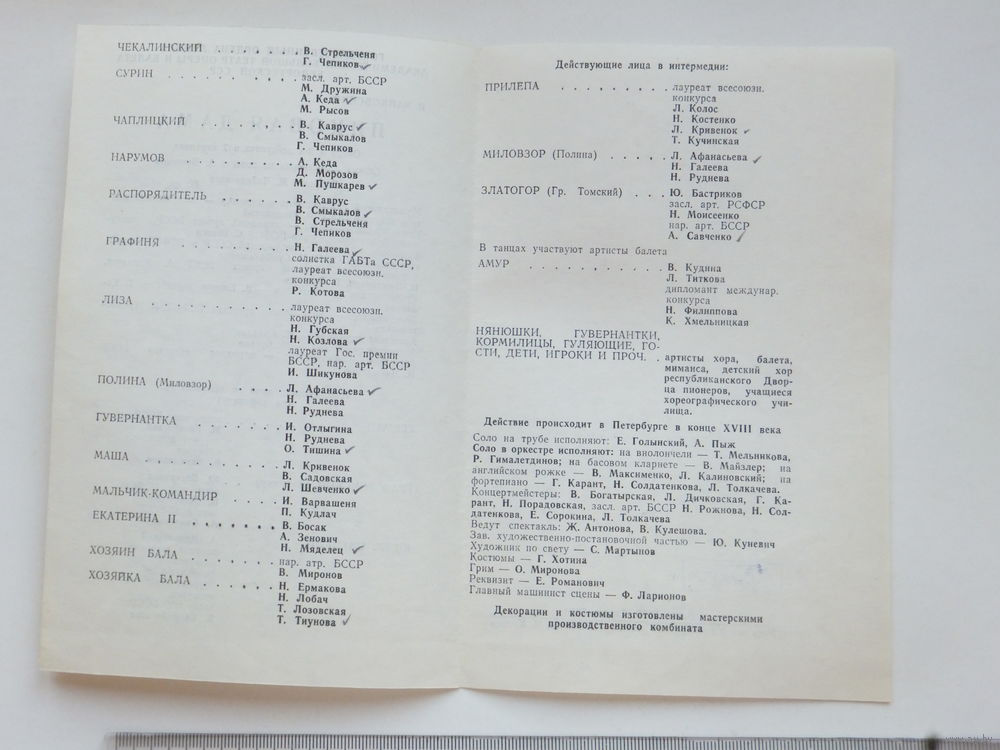 ЧЕКАЛИНСКИЙ . . . . . . . В. Стрельченя
Г. Чепиков
СУРИН . . . . . . . . . . . засл. арт. БССР
М. Дружина
А. Кеда
М. Рысов
ЧАПЛИЦКИЙ . . . . . . . . В. Каврус
В. Смыкалов
Г. Чепиков
НАРУМОВ . . . . . . . . . А. Кеда
Д. Морозов
М. Пушкарев
РАСПОРЯДИТЕЛЬ . . . . . . В. Каврус
В. Смыкалов
В. Стрельченя
Г. Чепиков
ГРАФИНЯ . . . . . . . . . Н. Галеева
солистка ГАБТа СССР,
лауреат всесоюзн.
конкурса
Р. Котова
ЛИЗА . . . . . . . . . . . лауреат всесоюзн.
конкурса
Н. Губская
Н. Козлова
лауреат Гос. премии
БССР, нар. арт. БССР
И. Шикунова
ПОЛИНА (Миловзор) . . . . Л. Афанасьева
Н. Галеева
Н. Руднева
ГУВЕРНАНТКА . . . . . . . И. Отлыгина
Н. Руднева
О. Тишина
МАША . . . . . . . . . . . Л. Кривенок
В. Садовская
Л. Шевченко
МАЛЬЧИК-КОМАНДИР . . . . И. Варвашеня
П. Кудлач
ЕКАТЕРИНА II . . . . . . . В. Босак
А. Зенович
Н. Мяделец
ХОЗЯИН БАЛА . . . . . . . нар. атр. БССР
В. Миронов
ХОЗЯЙКА БАЛА . . . . . . Н. Ермакова
Н. Лобач
Т. Лозовская
Т. Тиунова
Действующие лица в интермедии:
ПРИЛЕПА . . . . . . . . . лауреат всесоюзн.
конкурса
Л. Колос
Н. Костенко
Л. Кривенок
Т. Кучинская
МИЛОВЗОР (Полина) . . . . . Л. Афанасьева
Н. Галеева
Н. Руднева
ЗЛАТОГОР (Гр. Томский) . . . Ю. Бастриков
засл. арт. РСФСР
Н. Моисеенко
нар. арт. БССР
А. Савченко
В танцах участвуют артисты балета
АМУР . . . . . . . . . . . В. Кудина
Л. Титкова
дипломант междунар.
конкурса
Н. Филиппова
К. Хмельницкая
НЯНЮШКИ, ГУВЕРНАНТКИ,
КОРМИЛИЦЫ, ГУЛЯЮЩИЕ, ГО-
СТИ, ДЕТИ, ИГРОКИ И ПРОЧ. . артисты хора, балета,
миманса, детский хор
республиканского Двор-
ца пионеров, учащиеся
хореографического учи-
лища.
Действие происходит в Петербурге в конце XVIII века
Соло на трубе исполняют: Е. Голынский, А. Пыж
Соло в оркестре исполняют: на виолончели — Т. Мельникова,
Р. Гималетдинов; на басовом кларнете — В. Майзлер; на
английском рожке — В. Максименко, Л. Калиновский; на
фортепиано — Г. Карант, Н. Солдатенкова, Л. Толкачева.
Концертмейстеры: В. Богатырская, Л. Дичковская, Г. Ка-
рант, Н. Порадовская, засл. арт. БССР Н. Рожнова, Н. Сол-
датенкова, Е. Сорокина, Л. Толкачева
Ведут спектакль: Ж. Антонова, В. Кулешова.
Зав. художественно-постановочной частью — Ю. Куневич
Художник по свету — С. Мартынов
Костюмы — Г. Хотина
Грим — О. Миронова
Реквизит — Е. Романович
Главный машинист сцены — Ф. Ларионов
Декорации и костюмы изготовлены мастерскими
производственного комбината